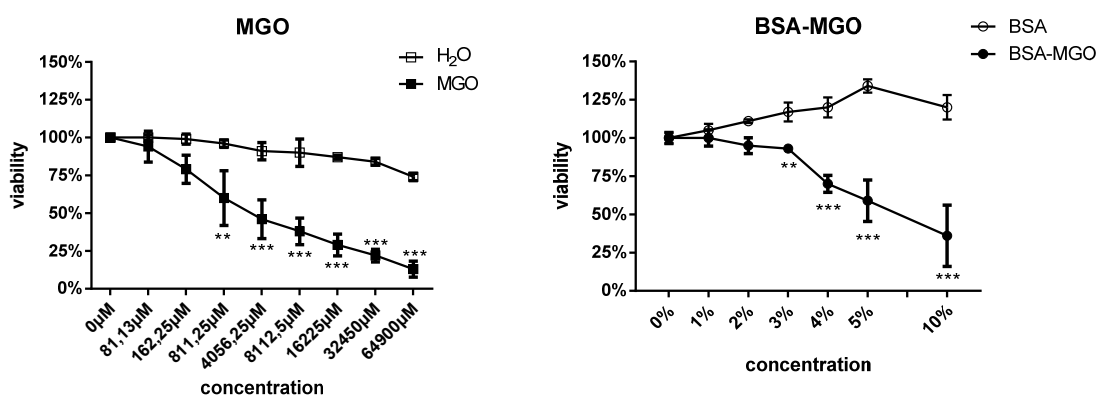 MGO
H₂O
MGO
150%
125%
100%
75%
50%
25%
0%
viability
**
***
***
***
***
***
0µM
81,13µM
162,25µM
811,25µM
4056,25µM
8112,5µM
16225µM
32450µM
64900µM
concentration
BSA-MGO
BSA
BSA-MGO
150%
125%
100%
75%
50%
25%
0%
viability
**
***
***
***
0%
1%
2%
3%
4%
5%
10%
concentration